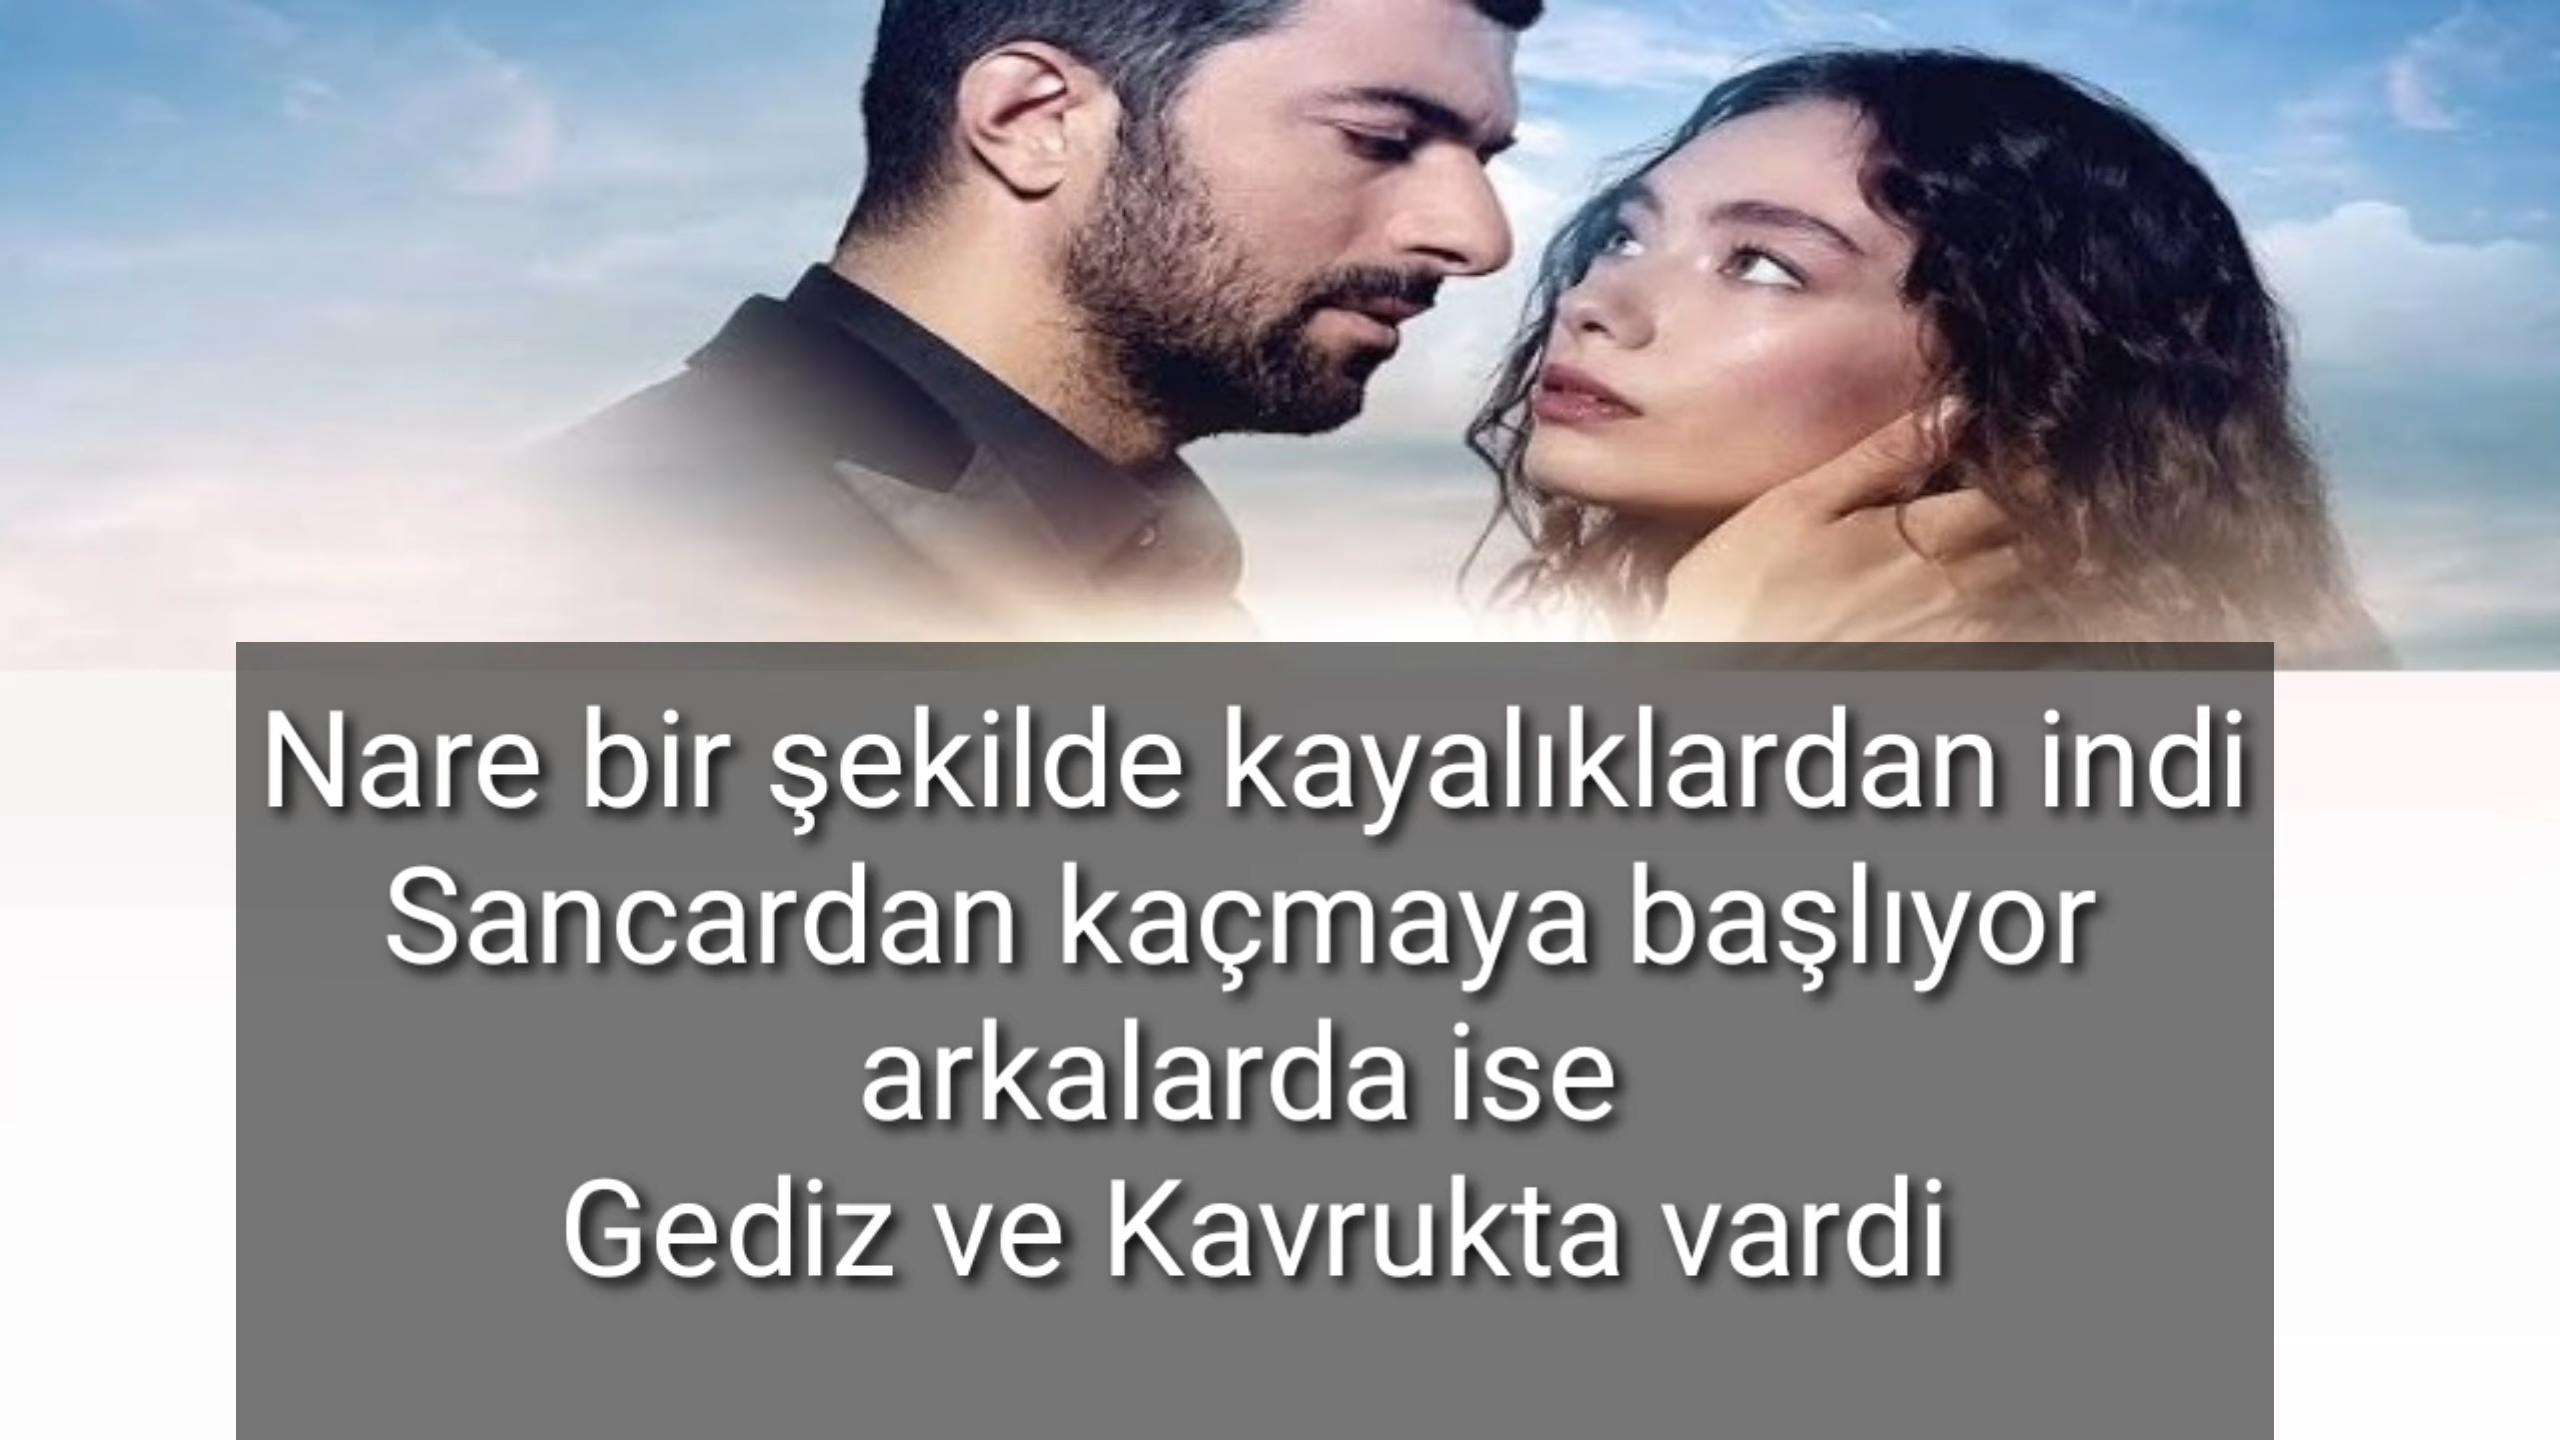 Nare bir şekilde kayalıklardan indi
Sancardan kaçmaya başlıyor
arkalarda ise
Gediz ve Kavrukta vardi